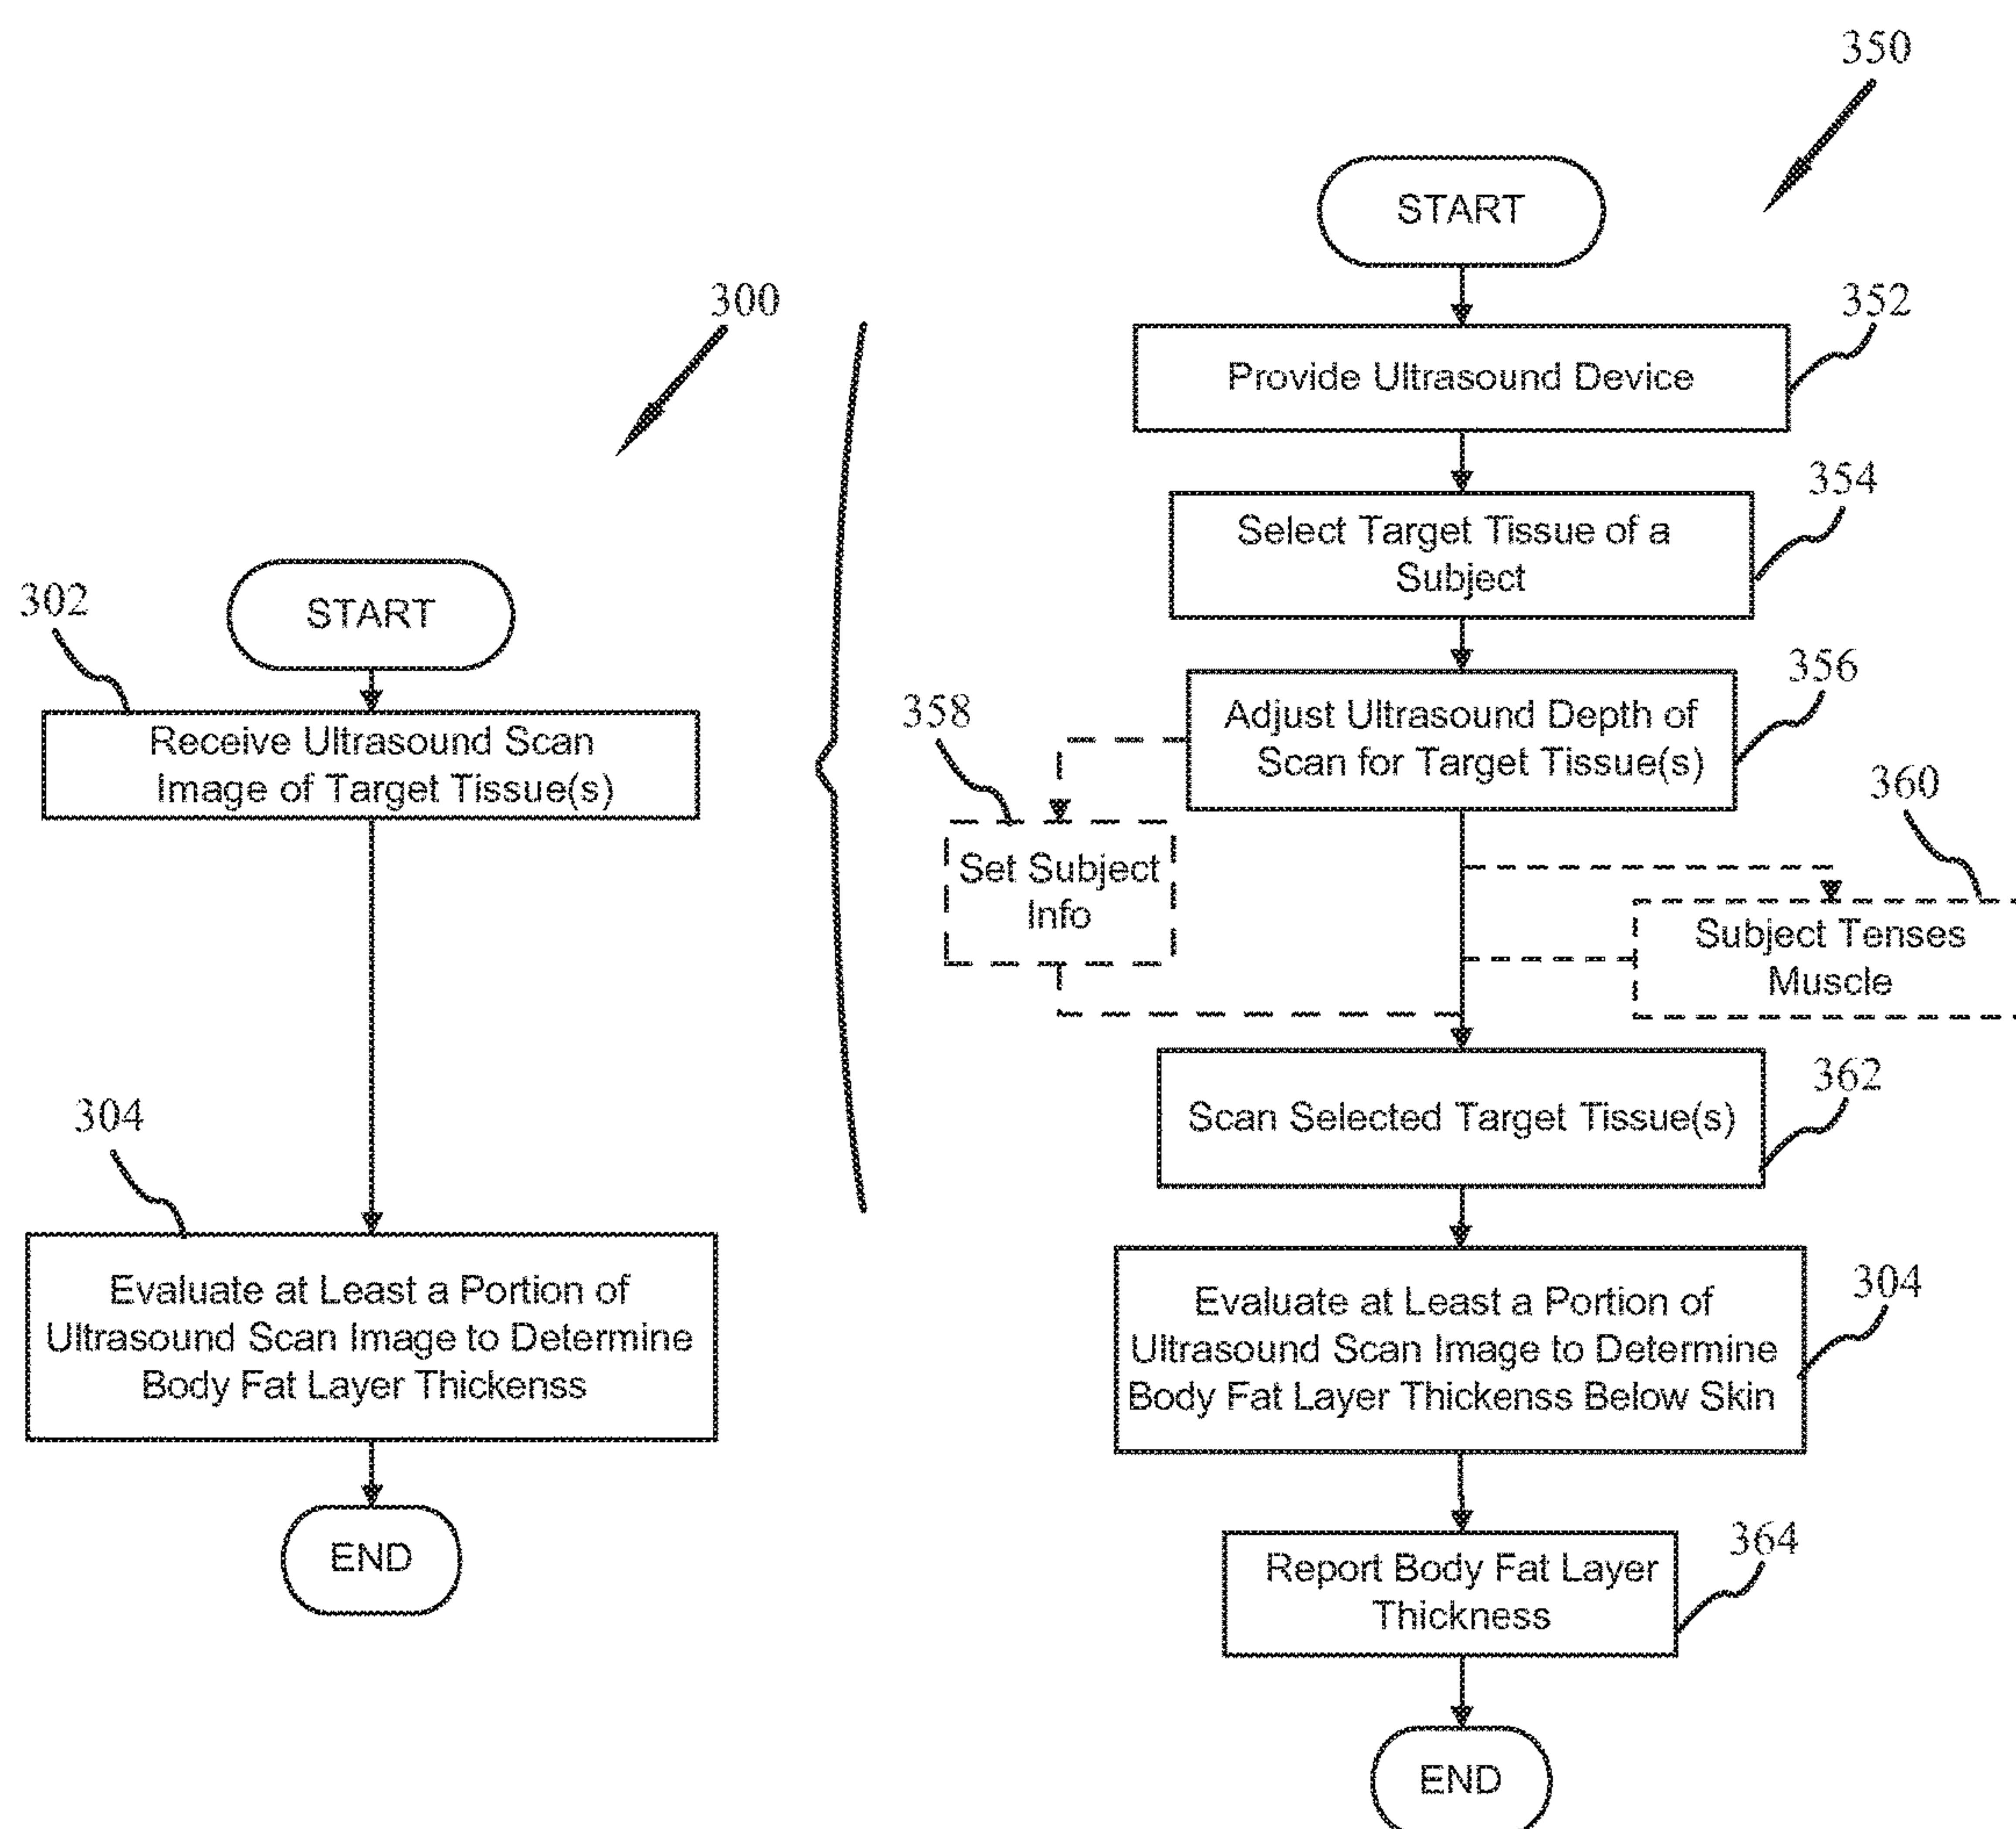 300
START
302
Receive Ultrasound Scan
Image of Target Tissue(s)
304
Evaluate at Least a Portion of
Ultrasound Scan Image to Determine
Body Fat Layer Thickenss
END
350
START
352
Provide Ultrasound Device
354
Select Target Tissue of a
Subject
356
Adjust Ultrasound Depth of
Scan for Target Tissue(s)
358
Set Subject
Info
360
Subject Tenses
Muscle
362
Scan Selected Target Tissue(s)
304
Evaluate at Least a Portion of
Ultrasound Scan Image to Determine
Body Fat Layer Thickenss Below Skin
364
Report Body Fat Layer
Thickness
END